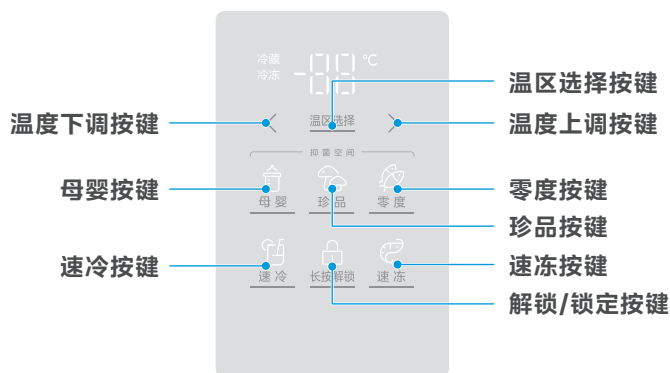 冷藏
冷冻
-88℃
温区选择
抑菌空间
母婴 珍品 零度
速冷 长按解锁 速冻
温度下调按键
母婴按键
速冷按键
温区选择按键
温度上调按键
零度按键
珍品按键
速冻按键
解锁/锁定按键